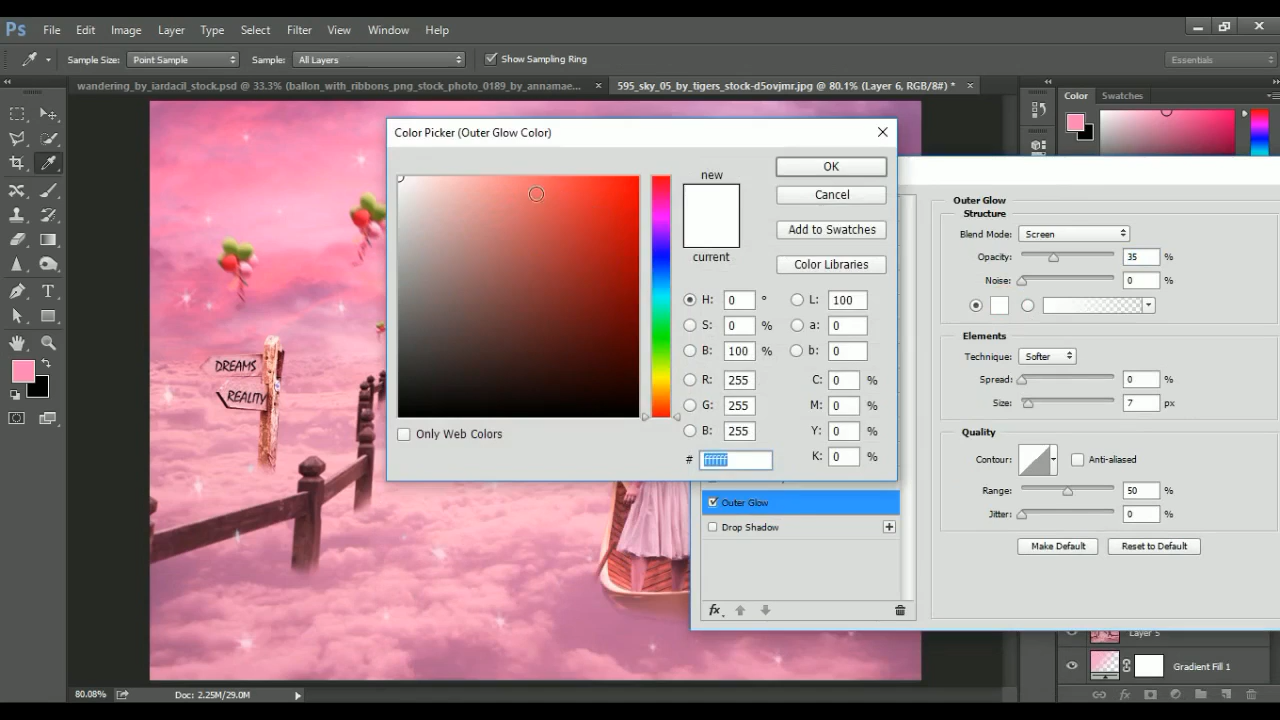 Ps File Edit Image Layer Type Select Filter View Window Help
Sample Size: Point Sample Sample: All Layers Show Sampling Ring Essentials
wandering_by_iardacil_stock.psd @ 33.3% (ballon_with_ribbons_png_stock_photo_0189_by_annamae... × 595_sky_05_by_tigers_stock-d5ovjmr.jpg @ 80.1% (Layer 6, RGB/8#) * ×
Color Swatches
Color Picker (Outer Glow Color)
new
current
OK
Cancel
Add to Swatches
Color Libraries
H: 0 °
S: 0 %
B: 100 %
R: 255
G: 255
B: 255
# ffffff
L: 100
a: 0
b: 0
C: 0 %
M: 0 %
Y: 0 %
K: 0 %
Only Web Colors
Outer Glow
Structure
Blend Mode: Screen
Opacity: 35 %
Noise: 0 %
Elements
Technique: Softer
Spread: 0 %
Size: 7 px
Quality
Contour: Anti-aliased
Range: 50 %
Jitter: 0 %
Make Default Reset to Default
Outer Glow
Drop Shadow
fx
DREAMS
REALITY
T
Layer 5
Gradient Fill 1
fx
80.08% Doc: 2.25M/29.0M